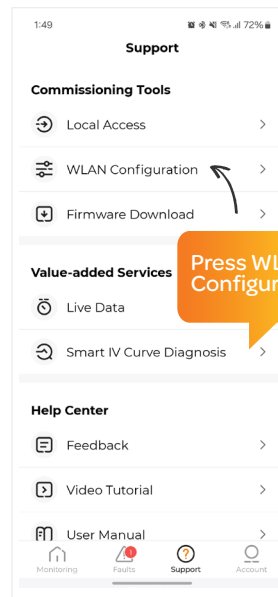 1:49
72%
Support
Commissioning Tools
Local Access
WLAN Configuration
Firmware Download
Press WL
Configur
Value-added Services
Live Data
Smart IV Curve Diagnosis
Help Center
Feedback
Video Tutorial
User Manual
1
?
Monitoring Faults Support Account